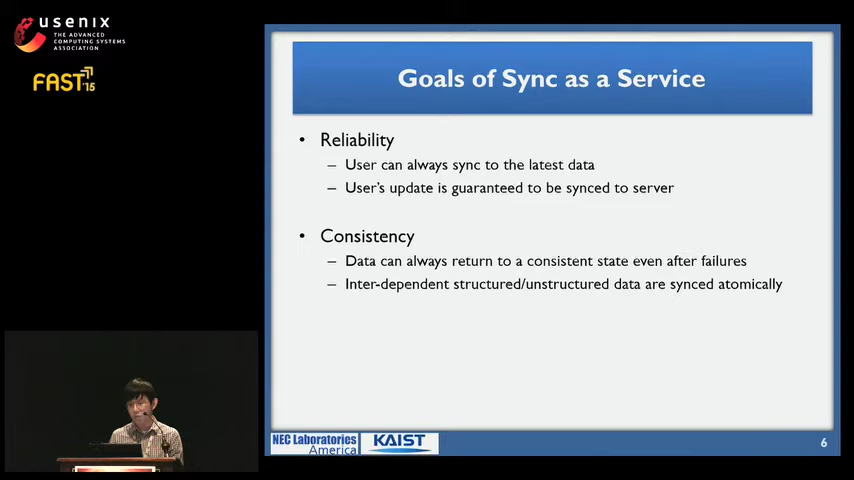 usenix
THE ADVANCED
COMPUTING SYSTEMS
ASSOCIATION
FAST '15
Goals of Sync as a Service
• Reliability
– User can always sync to the latest data
– User's update is guaranteed to be synced to server
• Consistency
– Data can always return to a consistent state even after failures
– Inter-dependent structured/unstructured data are synced atomically
NEC Laboratories
America
KAIST
6